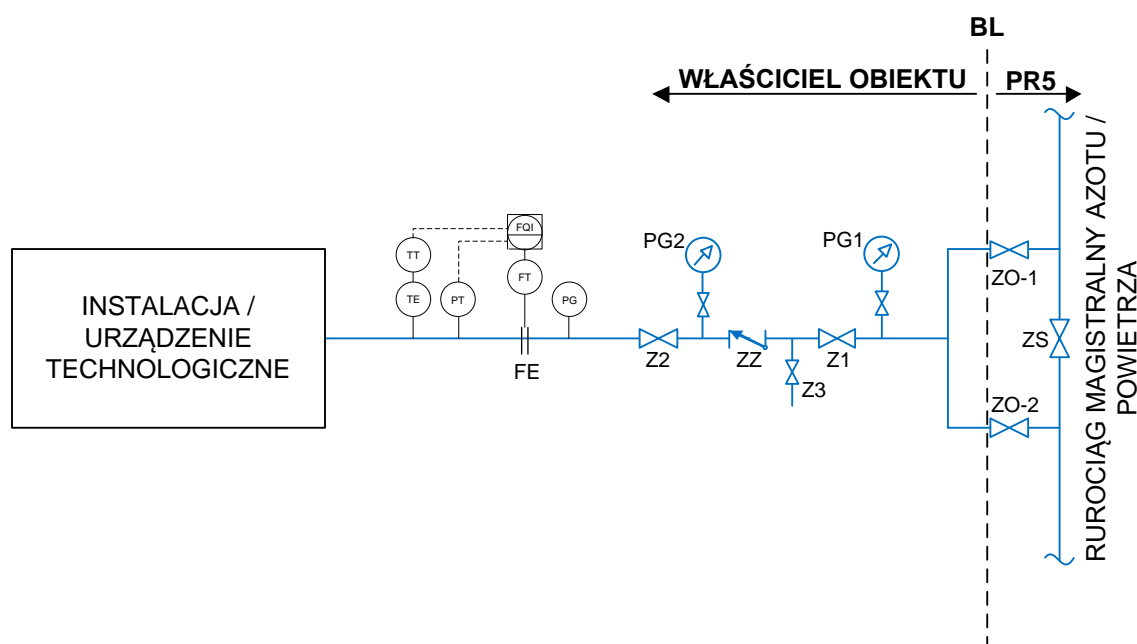 BL
WŁAŚCICIEL OBIEKTU
PR5
RUROCIĄG MAGISTRALNY AZOTU /
POWIETRZA
FQI
TT
FT
TE
PT
PG
FE
INSTALACJA /
URZĄDZENIE
TECHNOLOGICZNE
PG2
PG1
Z2
ZZ
Z1
Z3
ZO-1
ZS
ZO-2